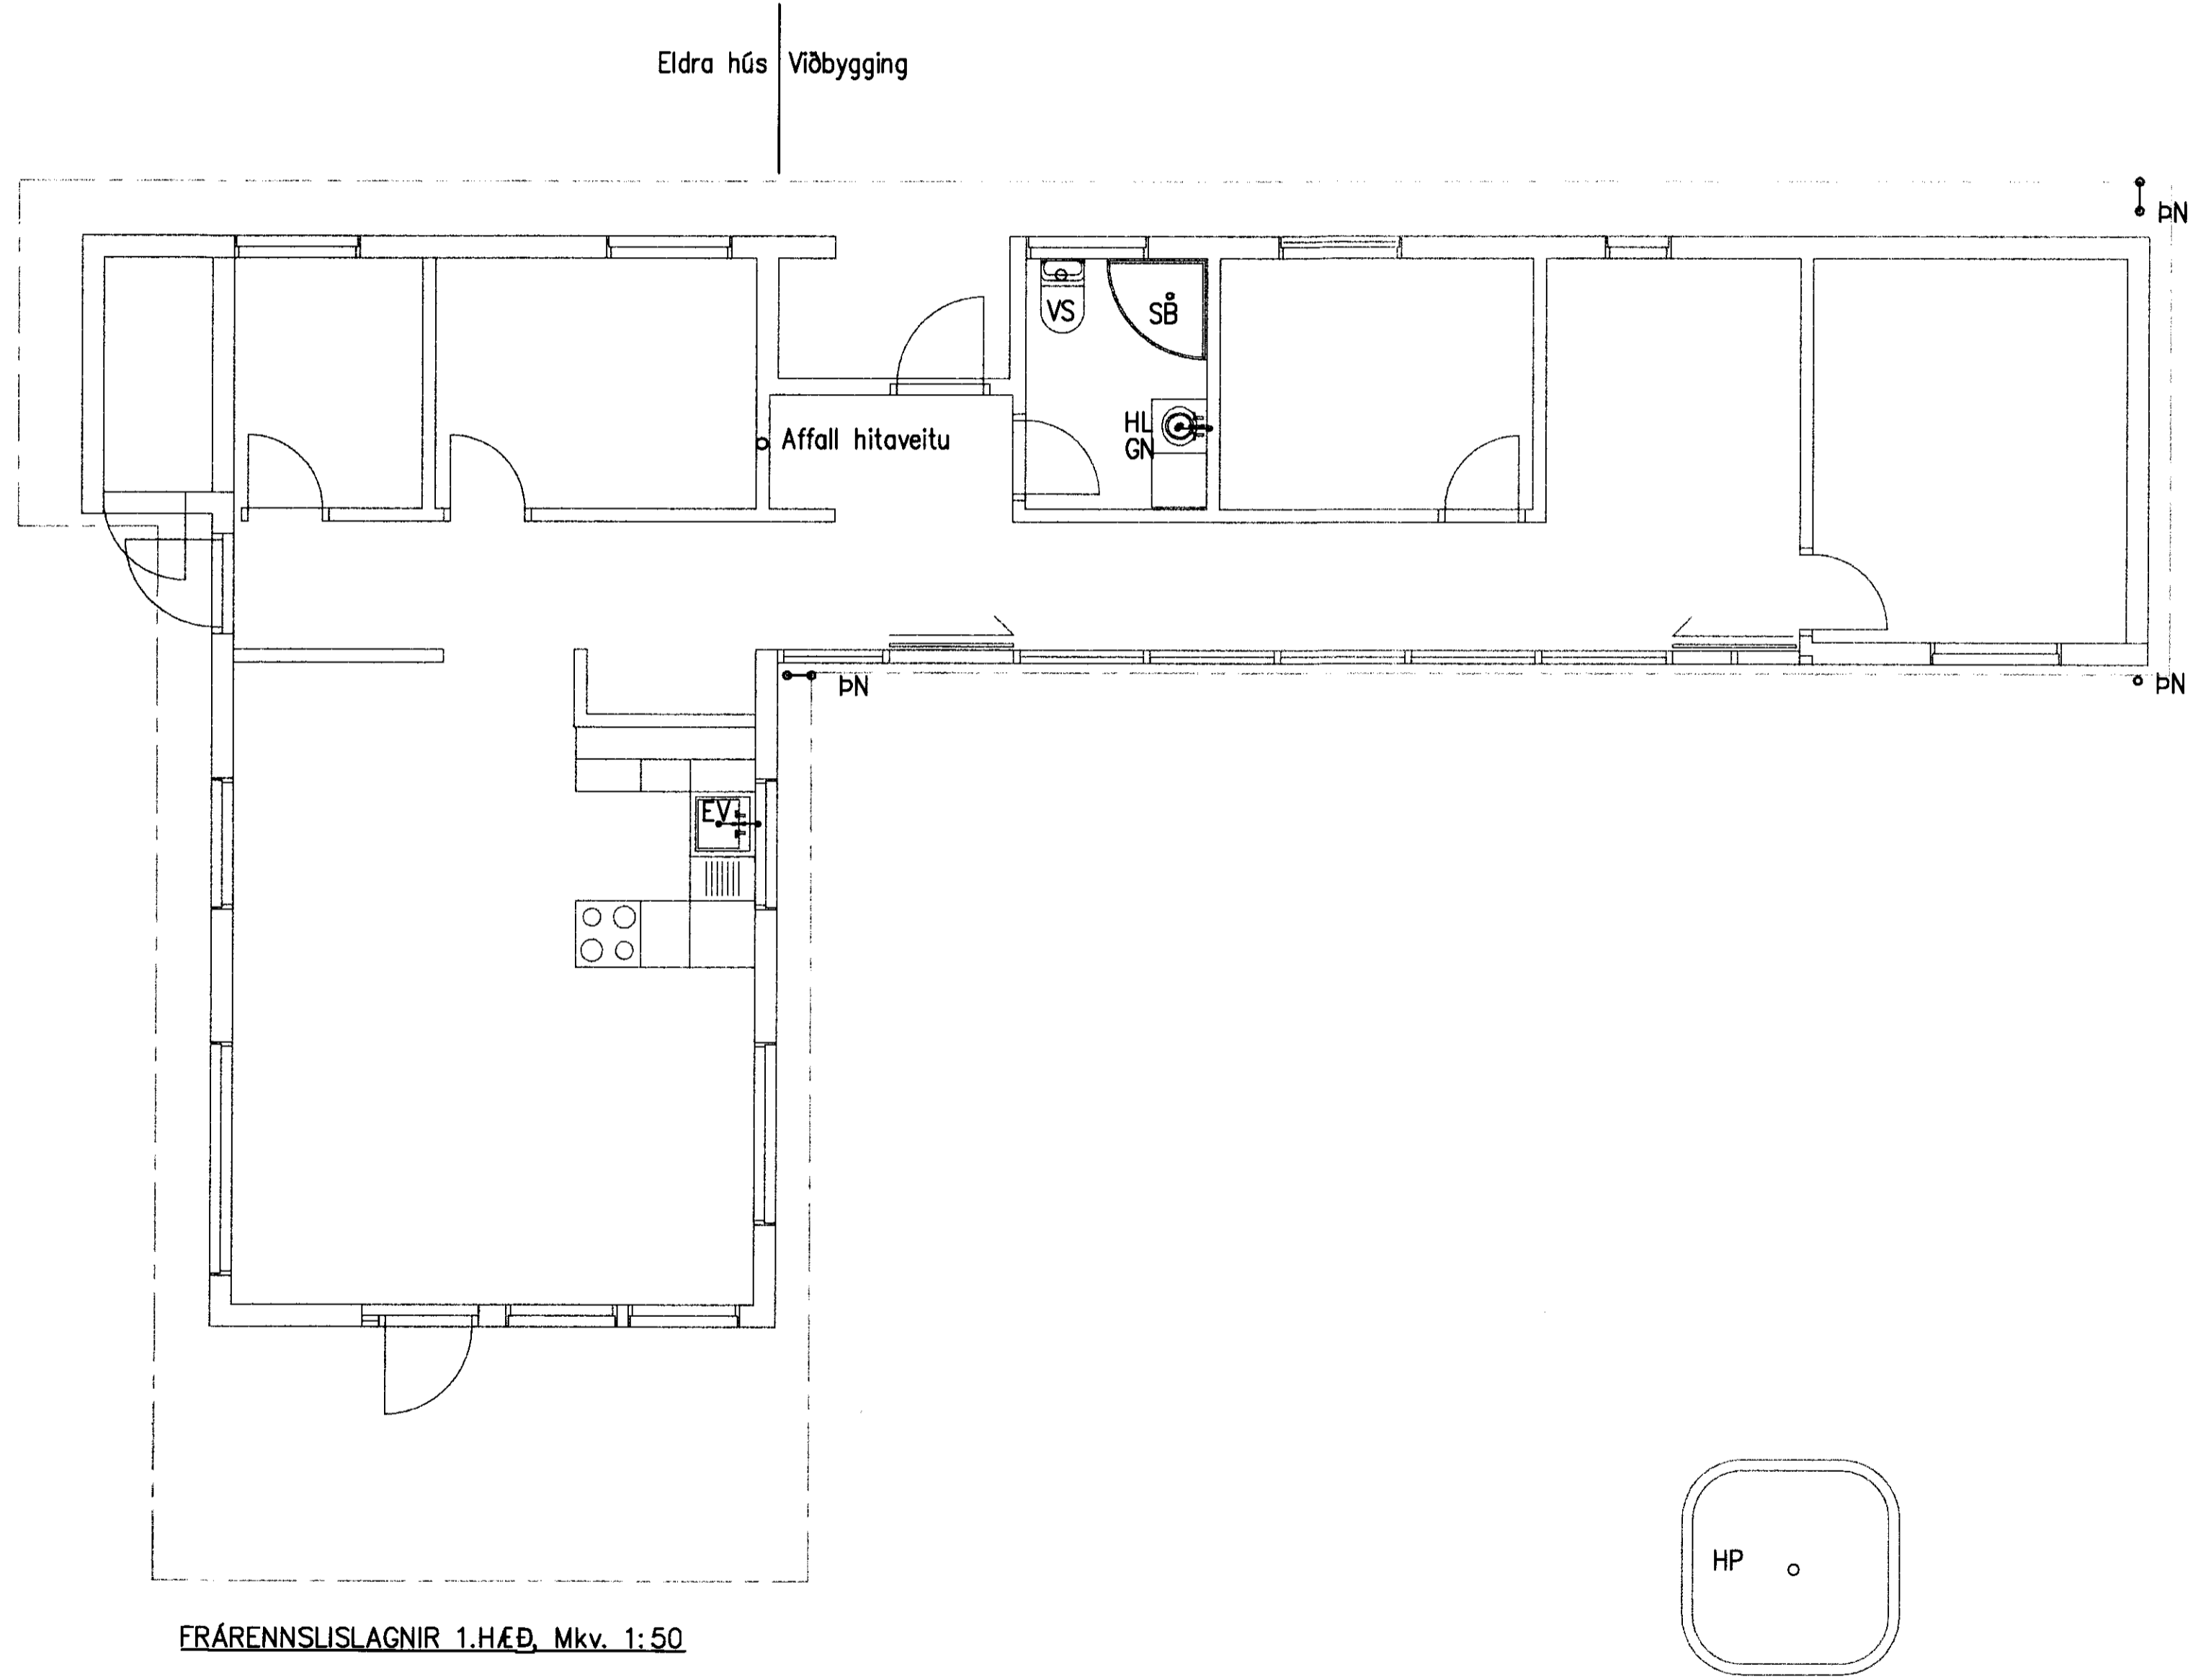 Eldra hús Viðbygging
ÞN
VS
SB
HL
GN
Affall hitaveitu
ÞN
ÞN
EV
HP
FRÁRENNSLISLAGNIR 1.HÆÐ, Mkv. 1:50